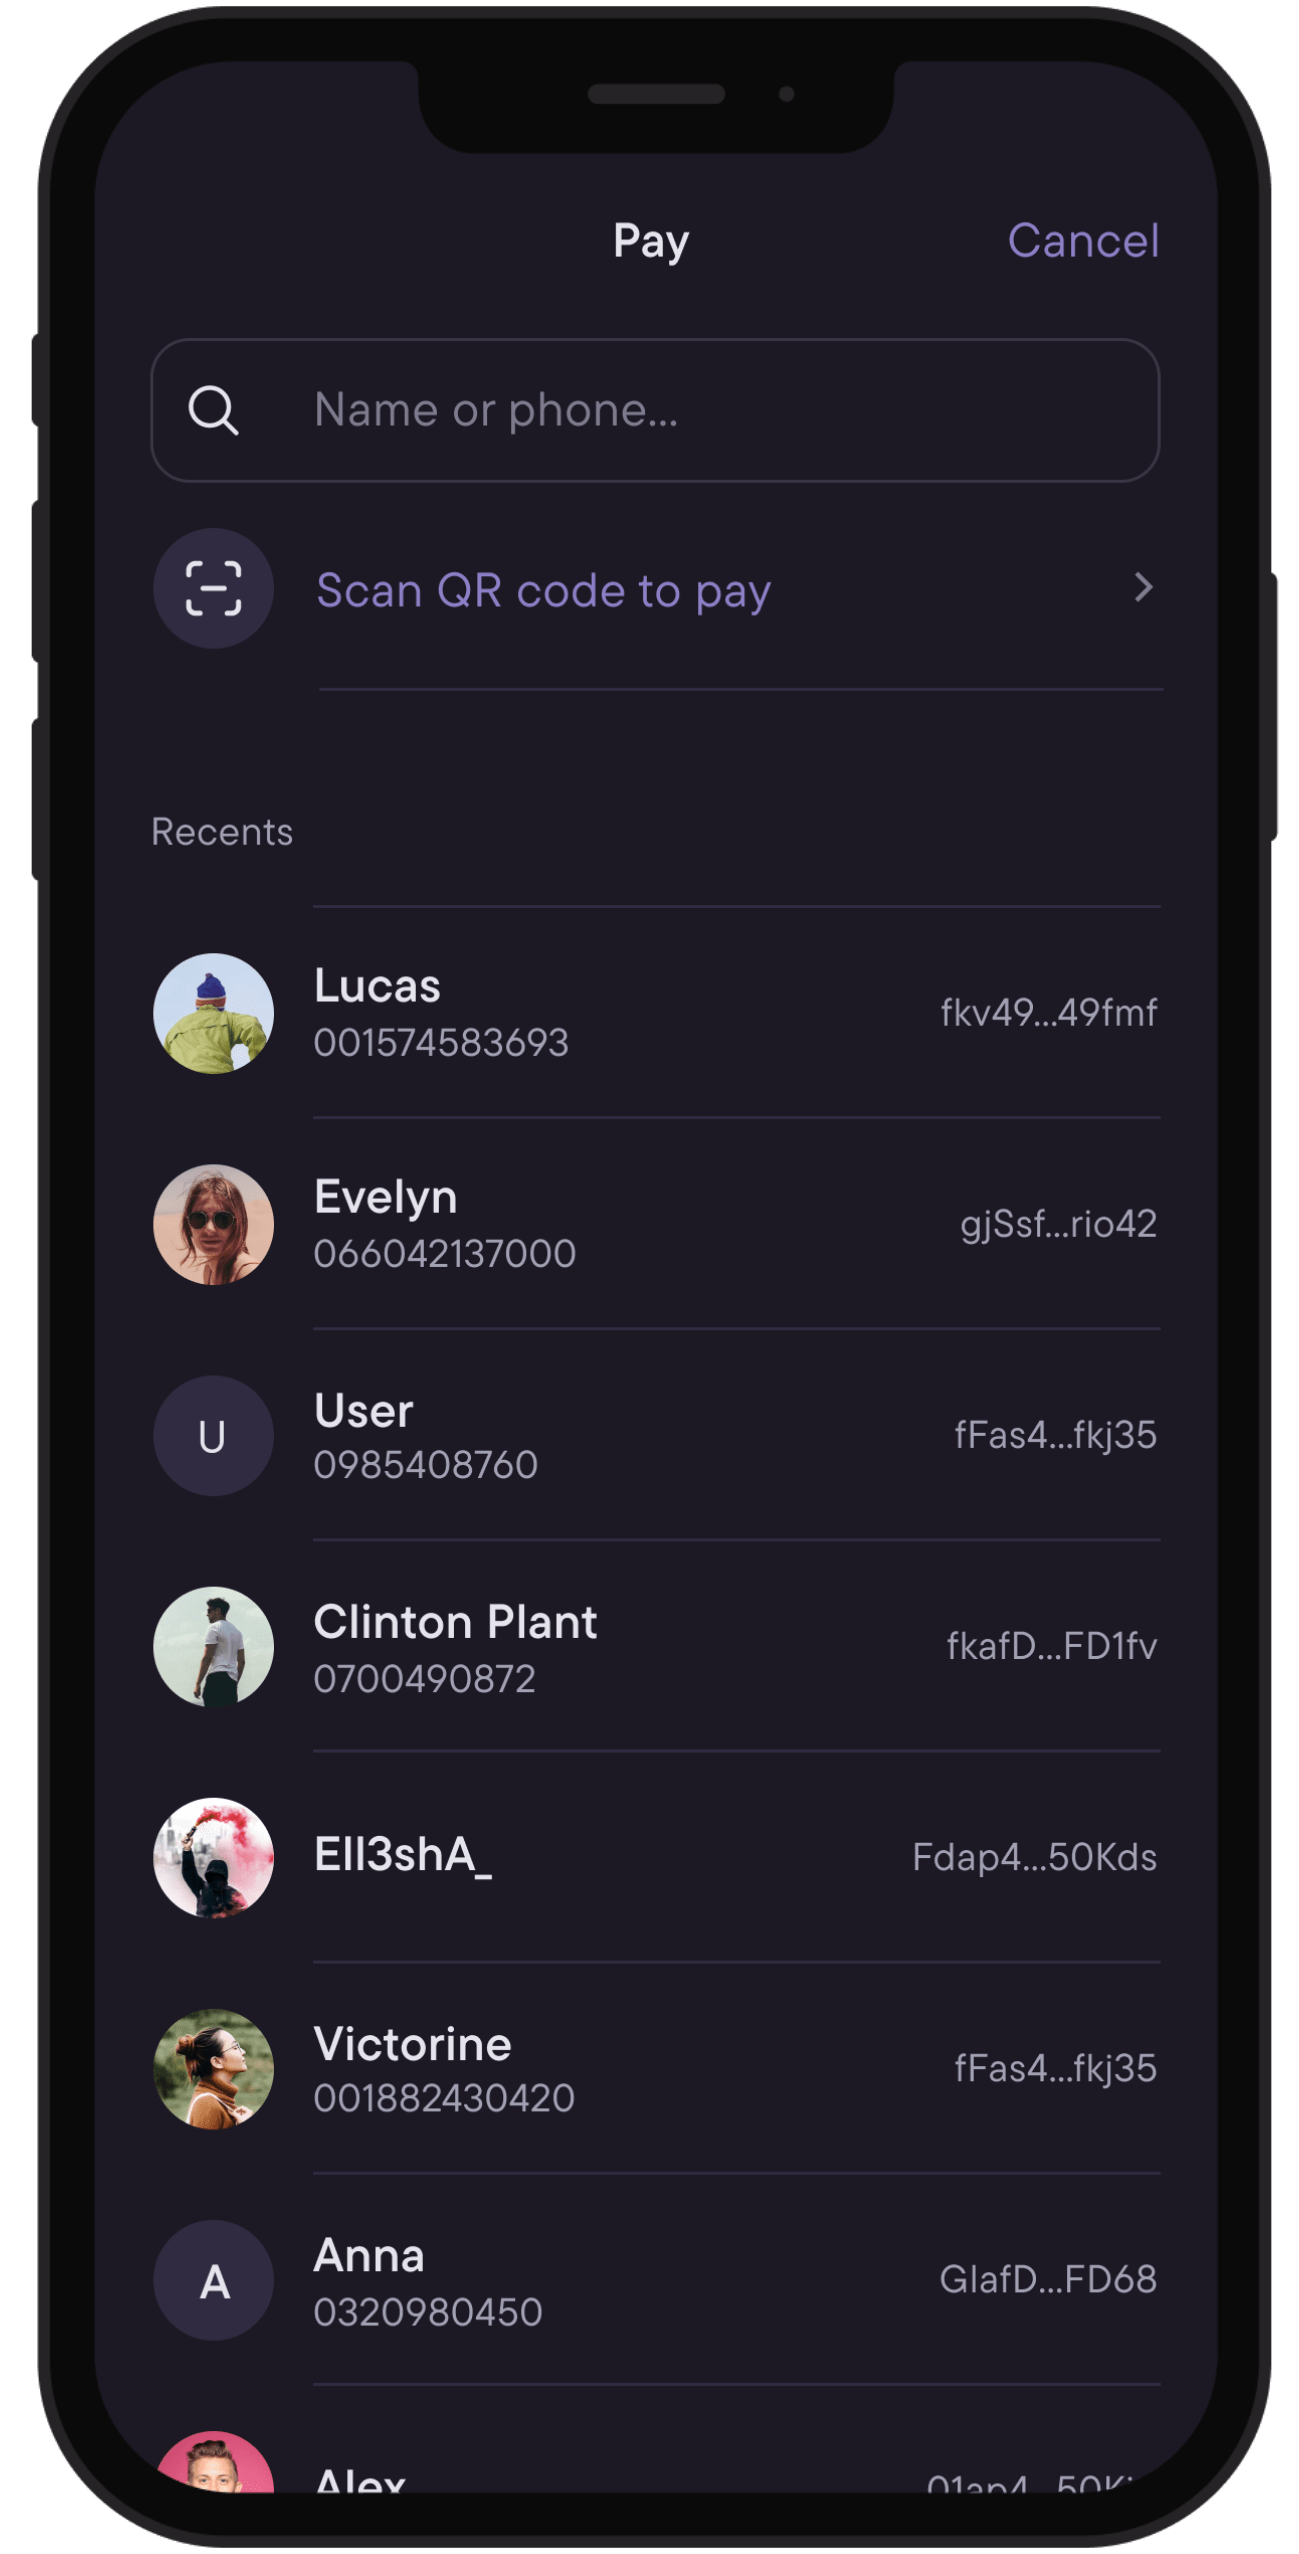 Pay
Cancel
Name or phone...
Scan QR code to pay
Recents
Lucas
001574583693
fkv49...49fmf
Evelyn
066042137000
gjSsf...rio42
U
User
0985408760
fFas4...fkj35
Clinton Plant
0700490872
fkafD...FD1fv
Ell3shA_
Fdap4...50Kds
Victorine
001882430420
fFas4...fkj35
A
Anna
0320980450
GlafD...FD68
Alex